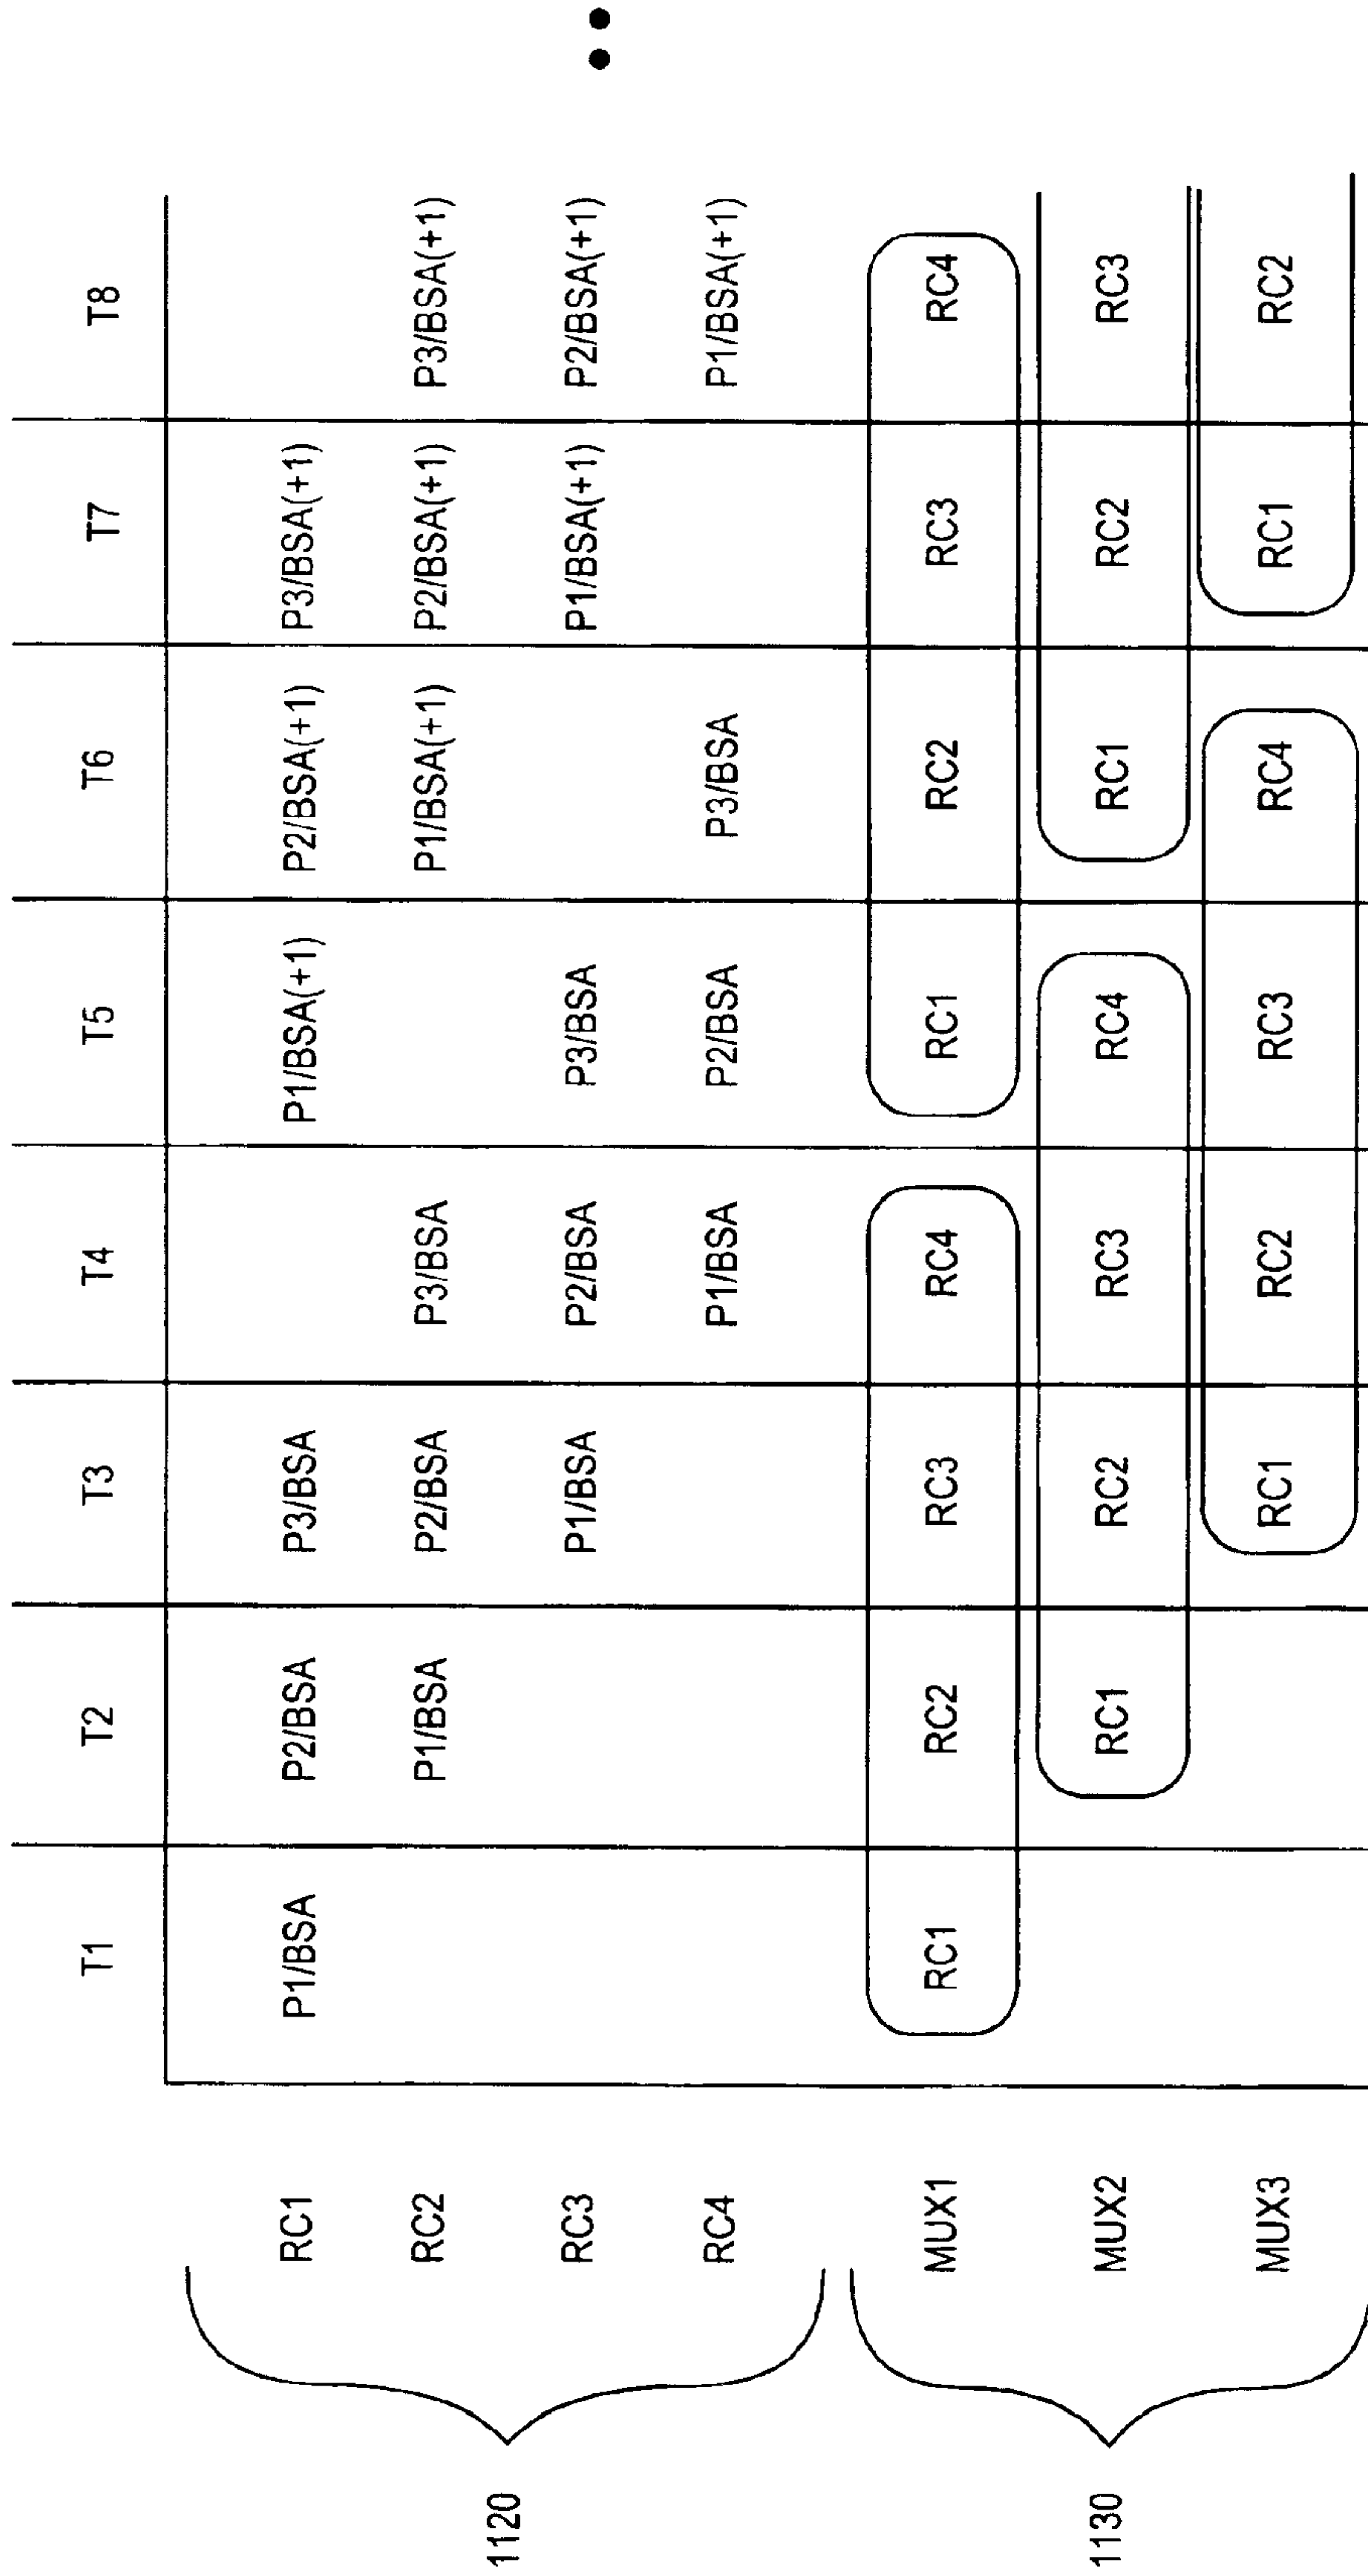 T1 T2 T3 T4 T5 T6 T7 T8
RC1 P1/BSA P2/BSA P3/BSA P1/BSA(+1) P2/BSA(+1) P3/BSA(+1)
RC2 P1/BSA P2/BSA P3/BSA P1/BSA(+1) P2/BSA(+1) P3/BSA(+1)
1120
RC3 P1/BSA P2/BSA P3/BSA P1/BSA(+1) P2/BSA(+1)
RC4 P1/BSA P2/BSA P3/BSA P1/BSA(+1)
MUX1 RC1 RC2 RC3 RC4 RC1 RC2 RC3 RC4
1130
MUX2 RC1 RC2 RC3 RC4 RC1 RC2 RC3
MUX3 RC1 RC2 RC3 RC4 RC1 RC2